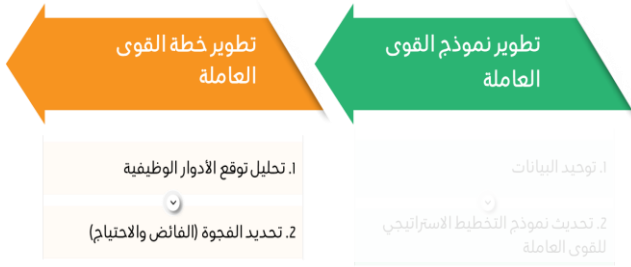 تطوير نموذج القوى
العاملة
1. توحيد البيانات
2. تحديث نموذج التخطيط الاستراتيجي
للقوى العاملة
تطوير خطة القوى
العاملة
1. تحليل توقع الأدوار الوظيفية
2. تحديد الفجوة (الفائض والاحتياج)